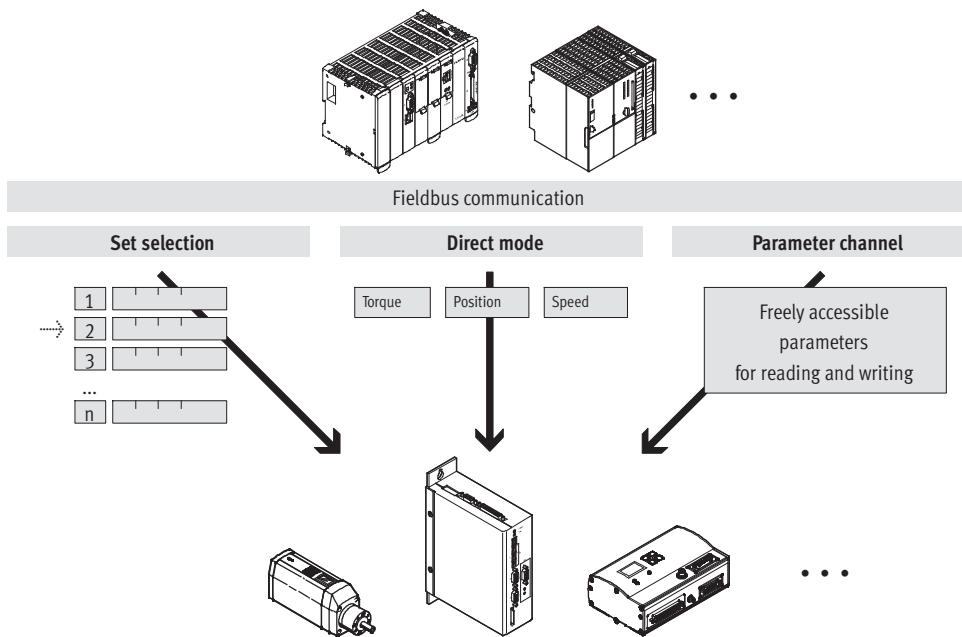 Fieldbus communication
Set selection
Direct mode
Parameter channel
1
2
3
...
n
Torque
Position
Speed
Freely accessible
parameters
for reading and writing